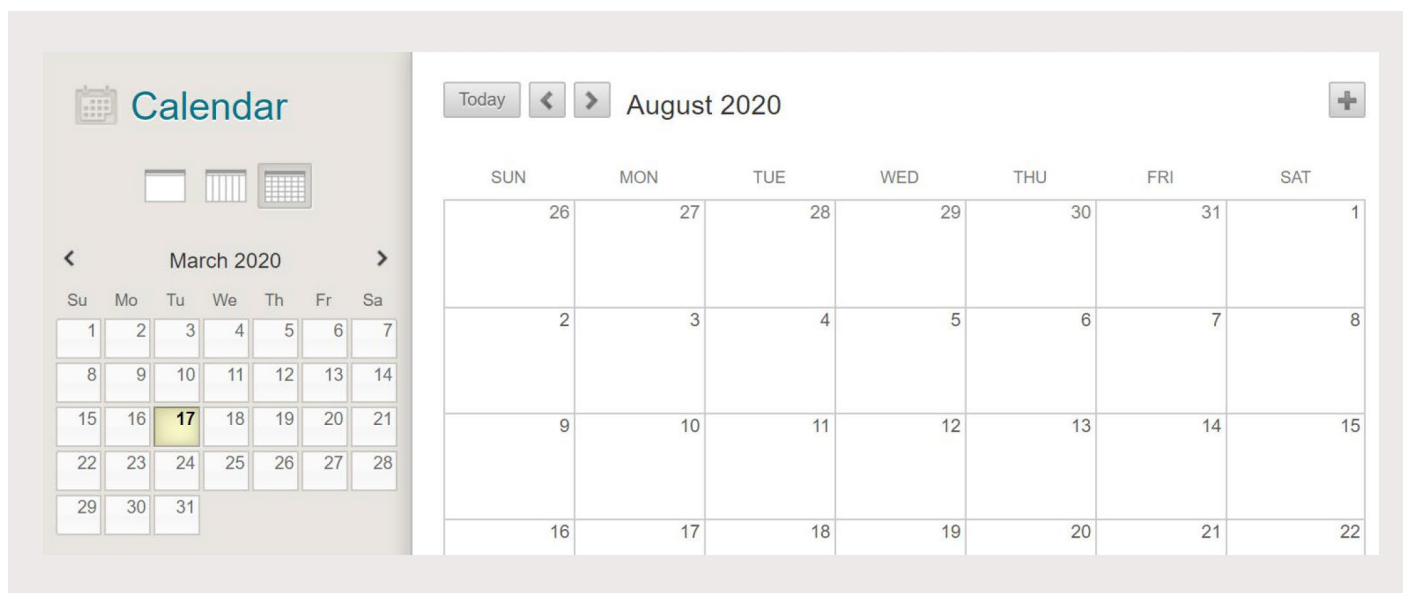 Calendar
March 2020
Su Mo Tu We Th Fr Sa
1 2 3 4 5 6 7
8 9 10 11 12 13 14
15 16 17 18 19 20 21
22 23 24 25 26 27 28
29 30 31
Today August 2020
SUN MON TUE WED THU FRI SAT
26 27 28 29 30 31 1
2 3 4 5 6 7 8
9 10 11 12 13 14 15
16 17 18 19 20 21 22